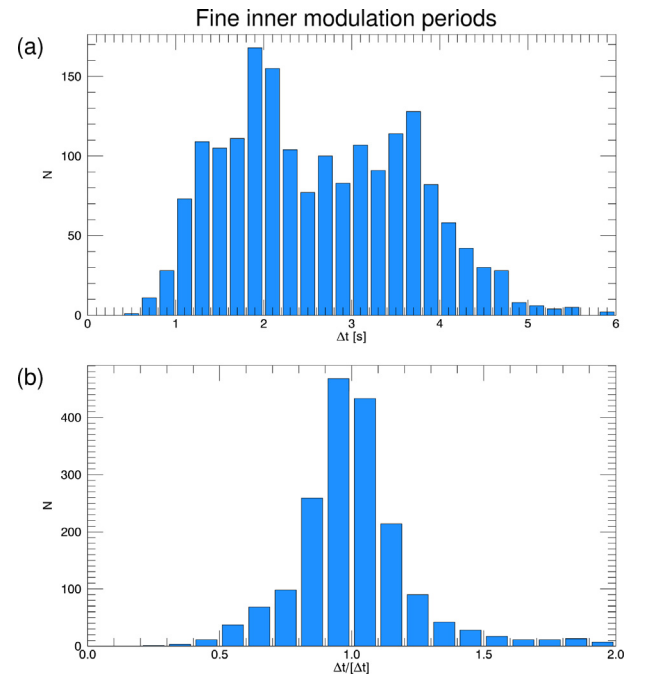 Fine inner modulation periods
(a)
N
150
100
50
0
0 1 2 3 4 5 6
Δt [s]
(b)
N
400
300
200
100
0
0.0 0.5 1.0 1.5 2.0
Δt/[Δt]